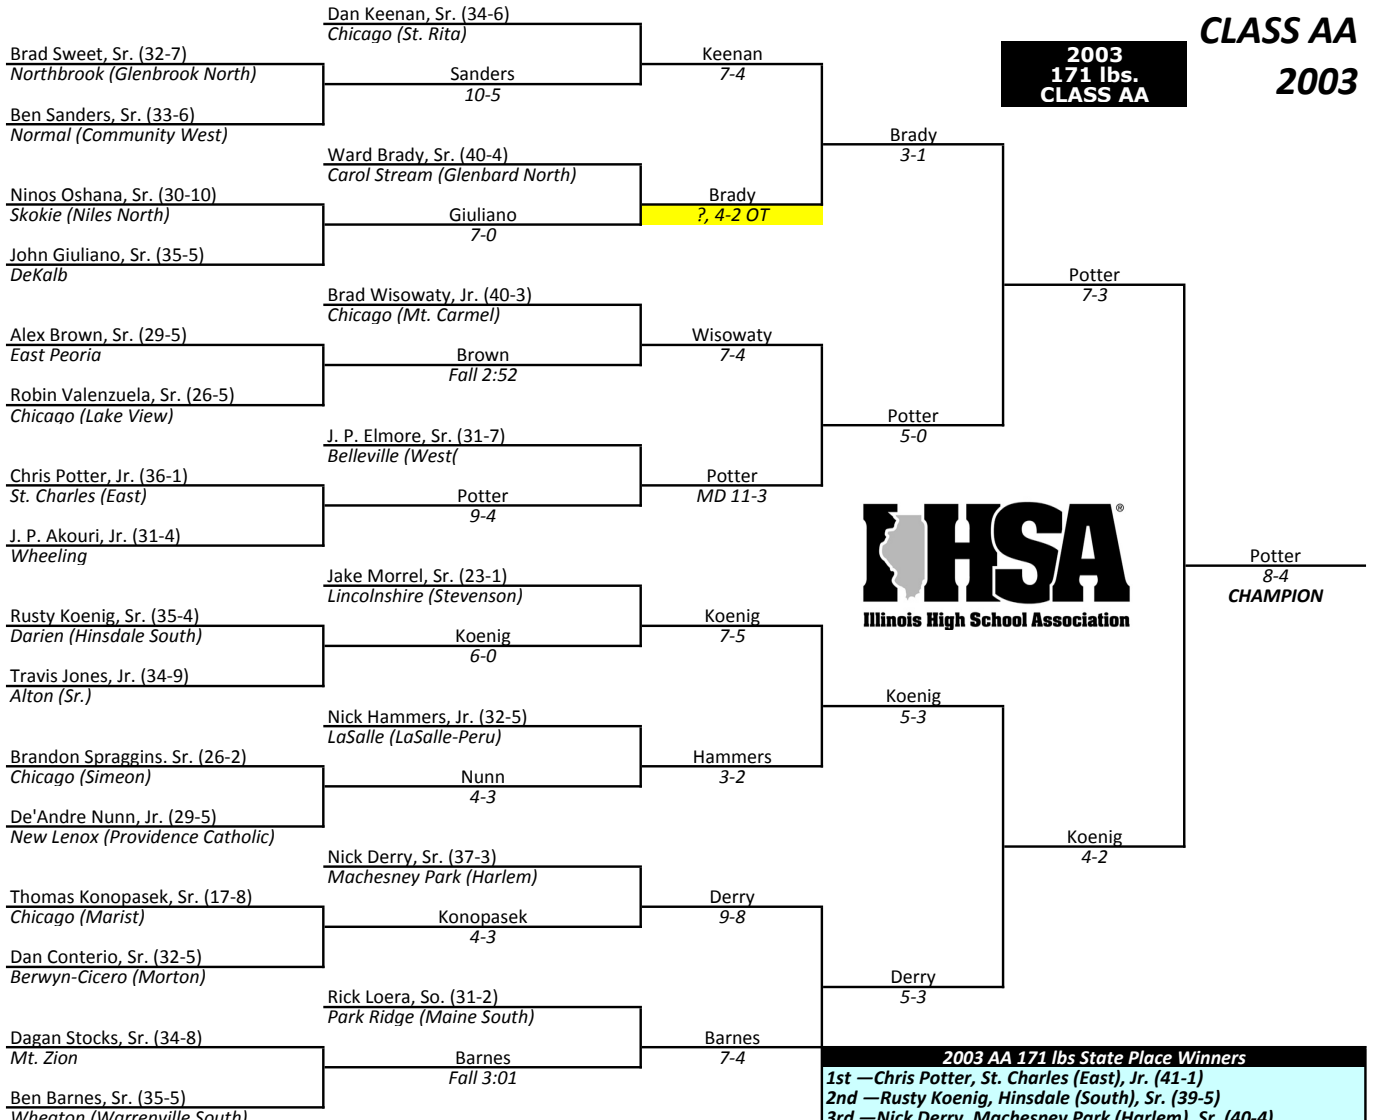 CLASS AA
2003
2003
171 lbs.
CLASS AA
Dan Keenan, Sr. (34-6)
Chicago (St. Rita)
Brad Sweet, Sr. (32-7)
Northbrook (Glenbrook North)
Sanders
10-5
Keenan
7-4
Ben Sanders, Sr. (33-6)
Normal (Community West)
Brady
3-1
Ward Brady, Sr. (40-4)
Carol Stream (Glenbard North)
Ninos Oshana, Sr. (30-10)
Skokie (Niles North)
Giuliano
7-0
Brady
?, 4-2 OT
John Giuliano, Sr. (35-5)
DeKalb
Potter
7-3
Brad Wisowaty, Jr. (40-3)
Chicago (Mt. Carmel)
Alex Brown, Sr. (29-5)
East Peoria
Brown
Fall 2:52
Wisowaty
7-4
Robin Valenzuela, Sr. (26-5)
Chicago (Lake View)
Potter
5-0
J. P. Elmore, Sr. (31-7)
Belleville (West(
Chris Potter, Jr. (36-1)
St. Charles (East)
Potter
9-4
Potter
MD 11-3
J. P. Akouri, Jr. (31-4)
Wheeling
IHSA®
Illinois High School Association
Potter
8-4
CHAMPION
Jake Morrel, Sr. (23-1)
Lincolnshire (Stevenson)
Rusty Koenig, Sr. (35-4)
Darien (Hinsdale South)
Koenig
6-0
Koenig
7-5
Travis Jones, Jr. (34-9)
Alton (Sr.)
Koenig
5-3
Nick Hammers, Jr. (32-5)
LaSalle (LaSalle-Peru)
Brandon Spraggins. Sr. (26-2)
Chicago (Simeon)
Nunn
4-3
Hammers
3-2
De'Andre Nunn, Jr. (29-5)
New Lenox (Providence Catholic)
Koenig
4-2
Nick Derry, Sr. (37-3)
Machesney Park (Harlem)
Thomas Konopasek, Sr. (17-8)
Chicago (Marist)
Konopasek
4-3
Derry
9-8
Dan Conterio, Sr. (32-5)
Berwyn-Cicero (Morton)
Derry
5-3
Rick Loera, So. (31-2)
Park Ridge (Maine South)
Dagan Stocks, Sr. (34-8)
Mt. Zion
Barnes
Fall 3:01
Barnes
7-4
Ben Barnes, Sr. (35-5)
Wheaton (Warrenville South)
2003 AA 171 lbs State Place Winners
1st —Chris Potter, St. Charles (East), Jr. (41-1)
2nd —Rusty Koenig, Hinsdale (South), Sr. (39-5)
3rd —Nick Derry, Machesney Park (Harlem), Sr. (40-4)